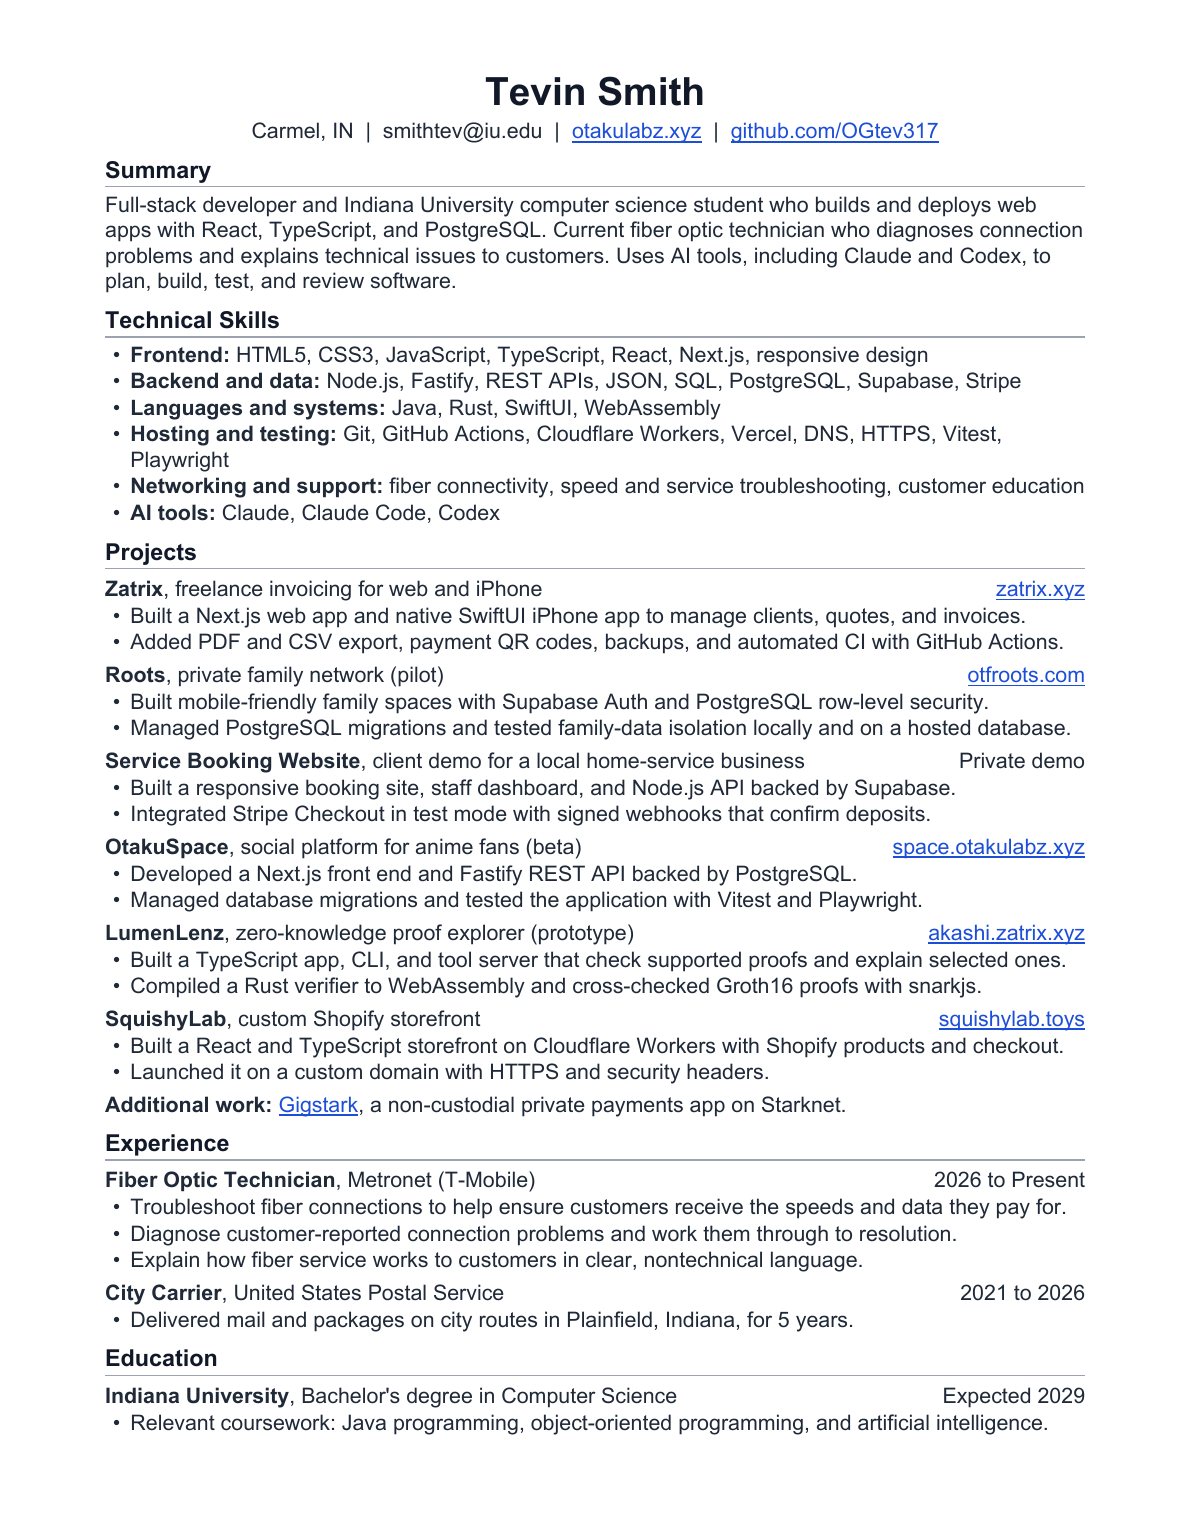 Tevin Smith
Carmel, IN | smithtev@iu.edu | otakulabz.xyz | github.com/OGtev317
Summary
Full-stack developer and Indiana University computer science student who builds and deploys web
apps with React, TypeScript, and PostgreSQL. Current fiber optic technician who diagnoses connection
problems and explains technical issues to customers. Uses AI tools, including Claude and Codex, to
plan, build, test, and review software.
Technical Skills
• Frontend: HTML5, CSS3, JavaScript, TypeScript, React, Next.js, responsive design
• Backend and data: Node.js, Fastify, REST APIs, JSON, SQL, PostgreSQL, Supabase, Stripe
• Languages and systems: Java, Rust, SwiftUI, WebAssembly
• Hosting and testing: Git, GitHub Actions, Cloudflare Workers, Vercel, DNS, HTTPS, Vitest,
Playwright
• Networking and support: fiber connectivity, speed and service troubleshooting, customer education
• AI tools: Claude, Claude Code, Codex
Projects
Zatrix, freelance invoicing for web and iPhone zatrix.xyz
• Built a Next.js web app and native SwiftUI iPhone app to manage clients, quotes, and invoices.
• Added PDF and CSV export, payment QR codes, backups, and automated CI with GitHub Actions.
Roots, private family network (pilot) otfroots.com
• Built mobile-friendly family spaces with Supabase Auth and PostgreSQL row-level security.
• Managed PostgreSQL migrations and tested family-data isolation locally and on a hosted database.
Service Booking Website, client demo for a local home-service business Private demo
• Built a responsive booking site, staff dashboard, and Node.js API backed by Supabase.
• Integrated Stripe Checkout in test mode with signed webhooks that confirm deposits.
OtakuSpace, social platform for anime fans (beta) space.otakulabz.xyz
• Developed a Next.js front end and Fastify REST API backed by PostgreSQL.
• Managed database migrations and tested the application with Vitest and Playwright.
LumenLenz, zero-knowledge proof explorer (prototype) akashi.zatrix.xyz
• Built a TypeScript app, CLI, and tool server that check supported proofs and explain selected ones.
• Compiled a Rust verifier to WebAssembly and cross-checked Groth16 proofs with snarkjs.
SquishyLab, custom Shopify storefront squishylab.toys
• Built a React and TypeScript storefront on Cloudflare Workers with Shopify products and checkout.
• Launched it on a custom domain with HTTPS and security headers.
Additional work: Gigstark, a non-custodial private payments app on Starknet.
Experience
Fiber Optic Technician, Metronet (T-Mobile) 2026 to Present
• Troubleshoot fiber connections to help ensure customers receive the speeds and data they pay for.
• Diagnose customer-reported connection problems and work them through to resolution.
• Explain how fiber service works to customers in clear, nontechnical language.
City Carrier, United States Postal Service 2021 to 2026
• Delivered mail and packages on city routes in Plainfield, Indiana, for 5 years.
Education
Indiana University, Bachelor's degree in Computer Science Expected 2029
• Relevant coursework: Java programming, object-oriented programming, and artificial intelligence.